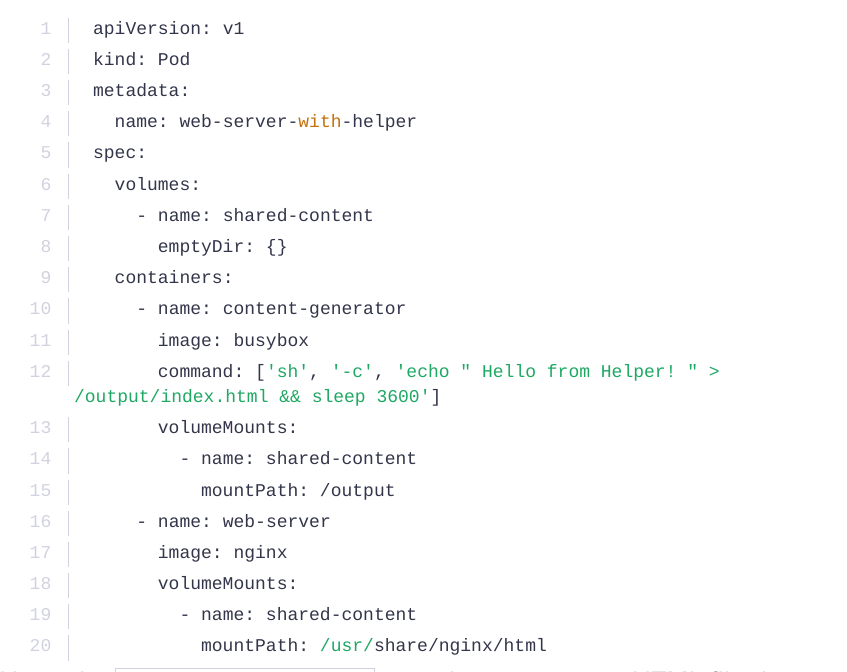 1 apiVersion: v1
2 kind: Pod
3 metadata:
4   name: web-server-with-helper
5 spec:
6   volumes:
7     - name: shared-content
8       emptyDir: {}
9   containers:
10     - name: content-generator
11       image: busybox
12       command: ['sh', '-c', 'echo " Hello from Helper! " >
/output/index.html && sleep 3600']
13       volumeMounts:
14         - name: shared-content
15           mountPath: /output
16     - name: web-server
17       image: nginx
18       volumeMounts:
19         - name: shared-content
20           mountPath: /usr/share/nginx/html